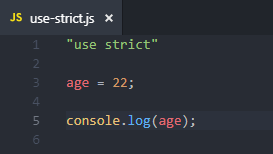 JS use-strict.js ×
1 "use strict"
2
3 age = 22;
4
5 console.log(age);
6